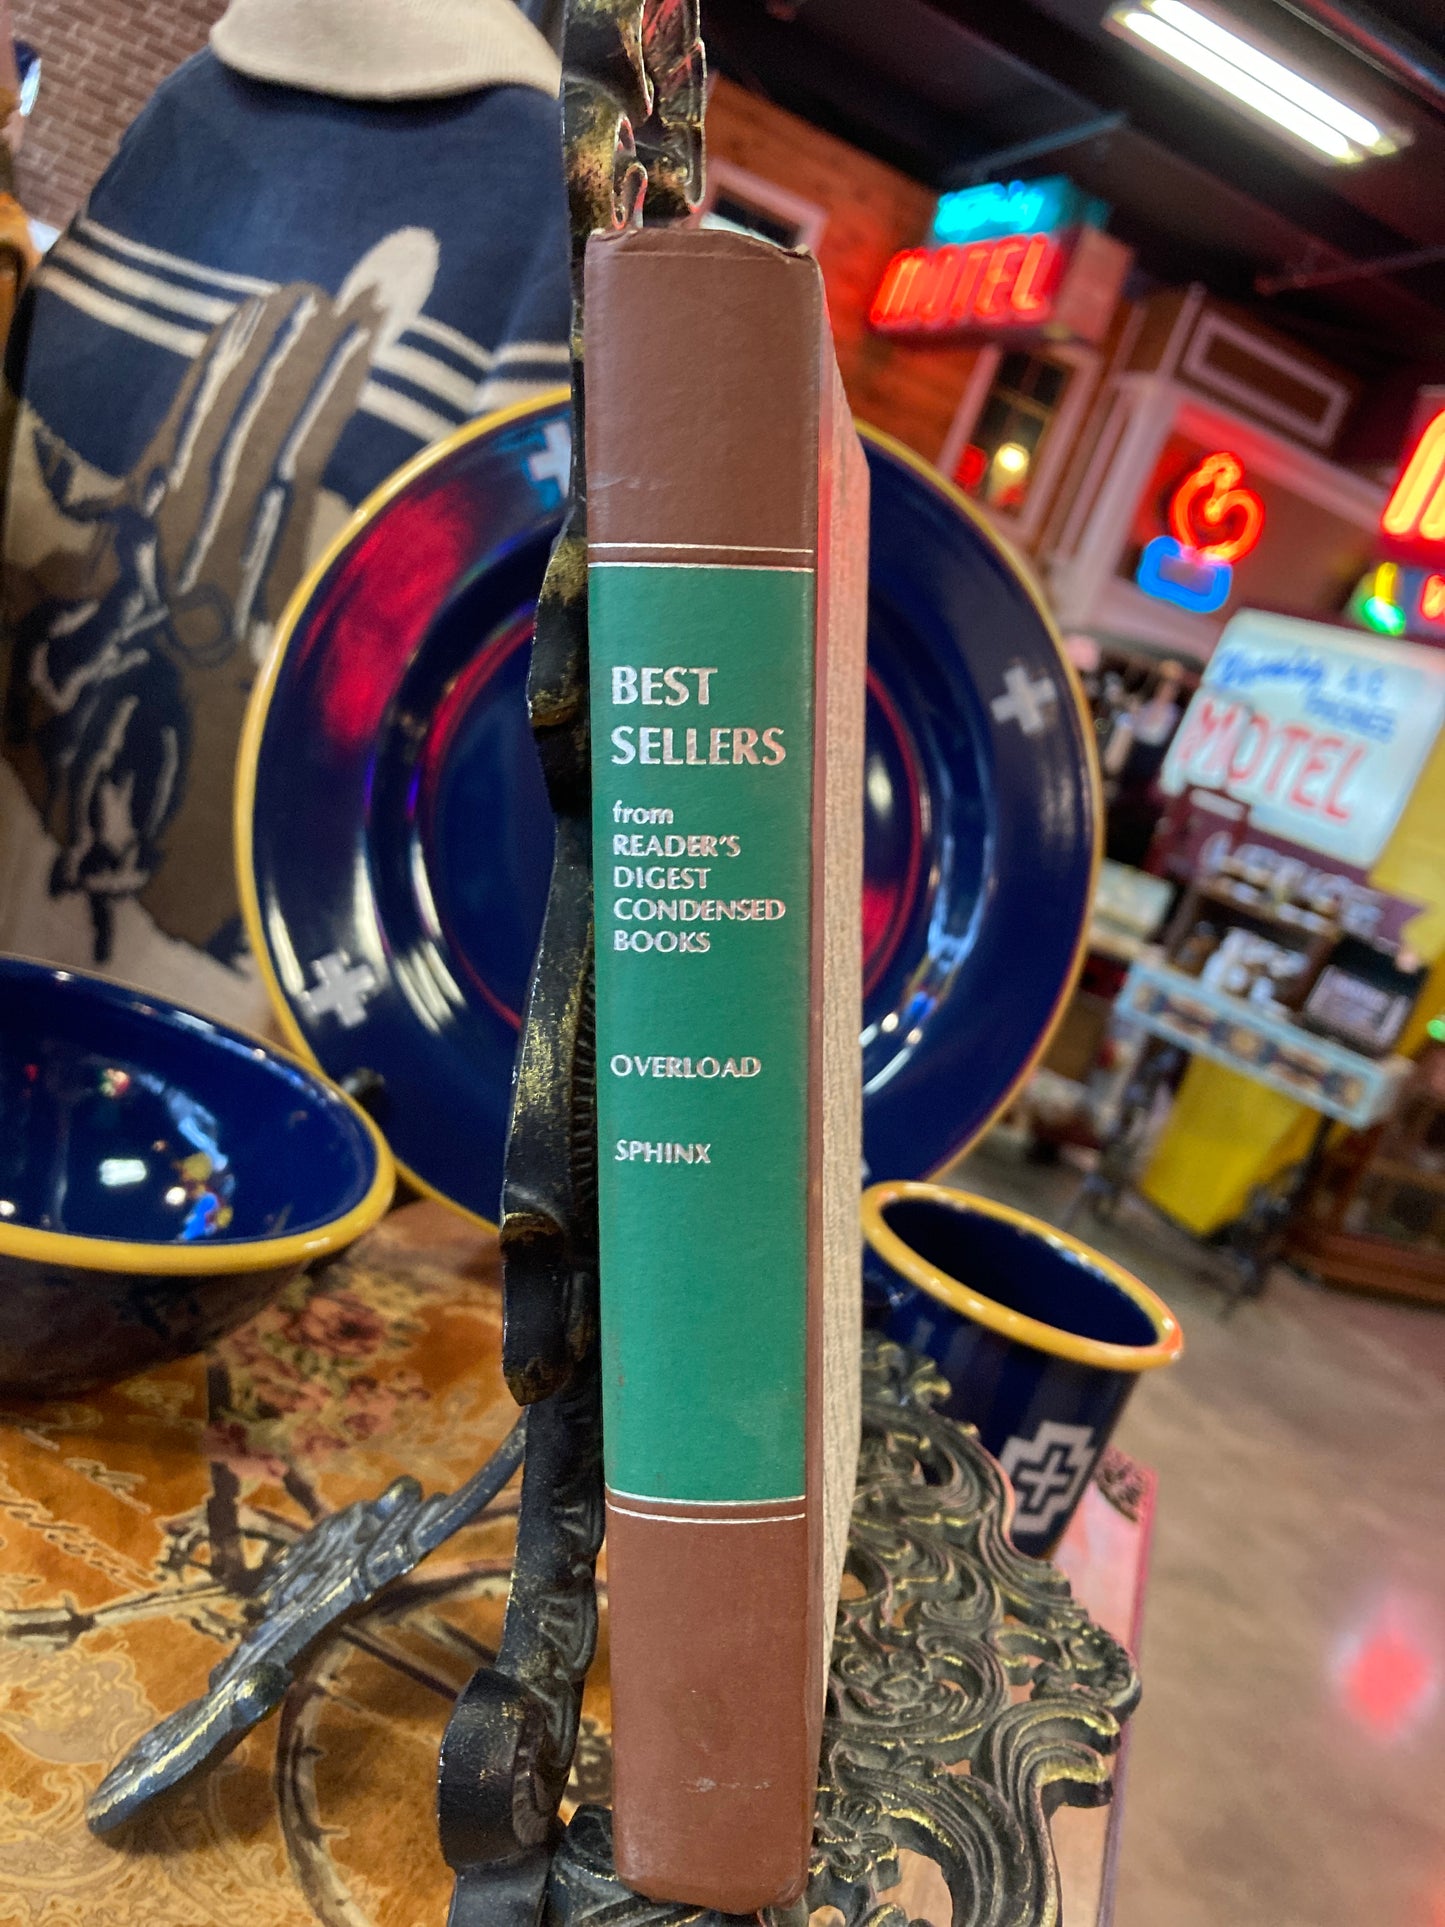 BEST
SELLERS
from
READER'S
DIGEST
CONDENSED
BOOKS
OVERLOAD
SPHINX
MOTEL
MOTEL